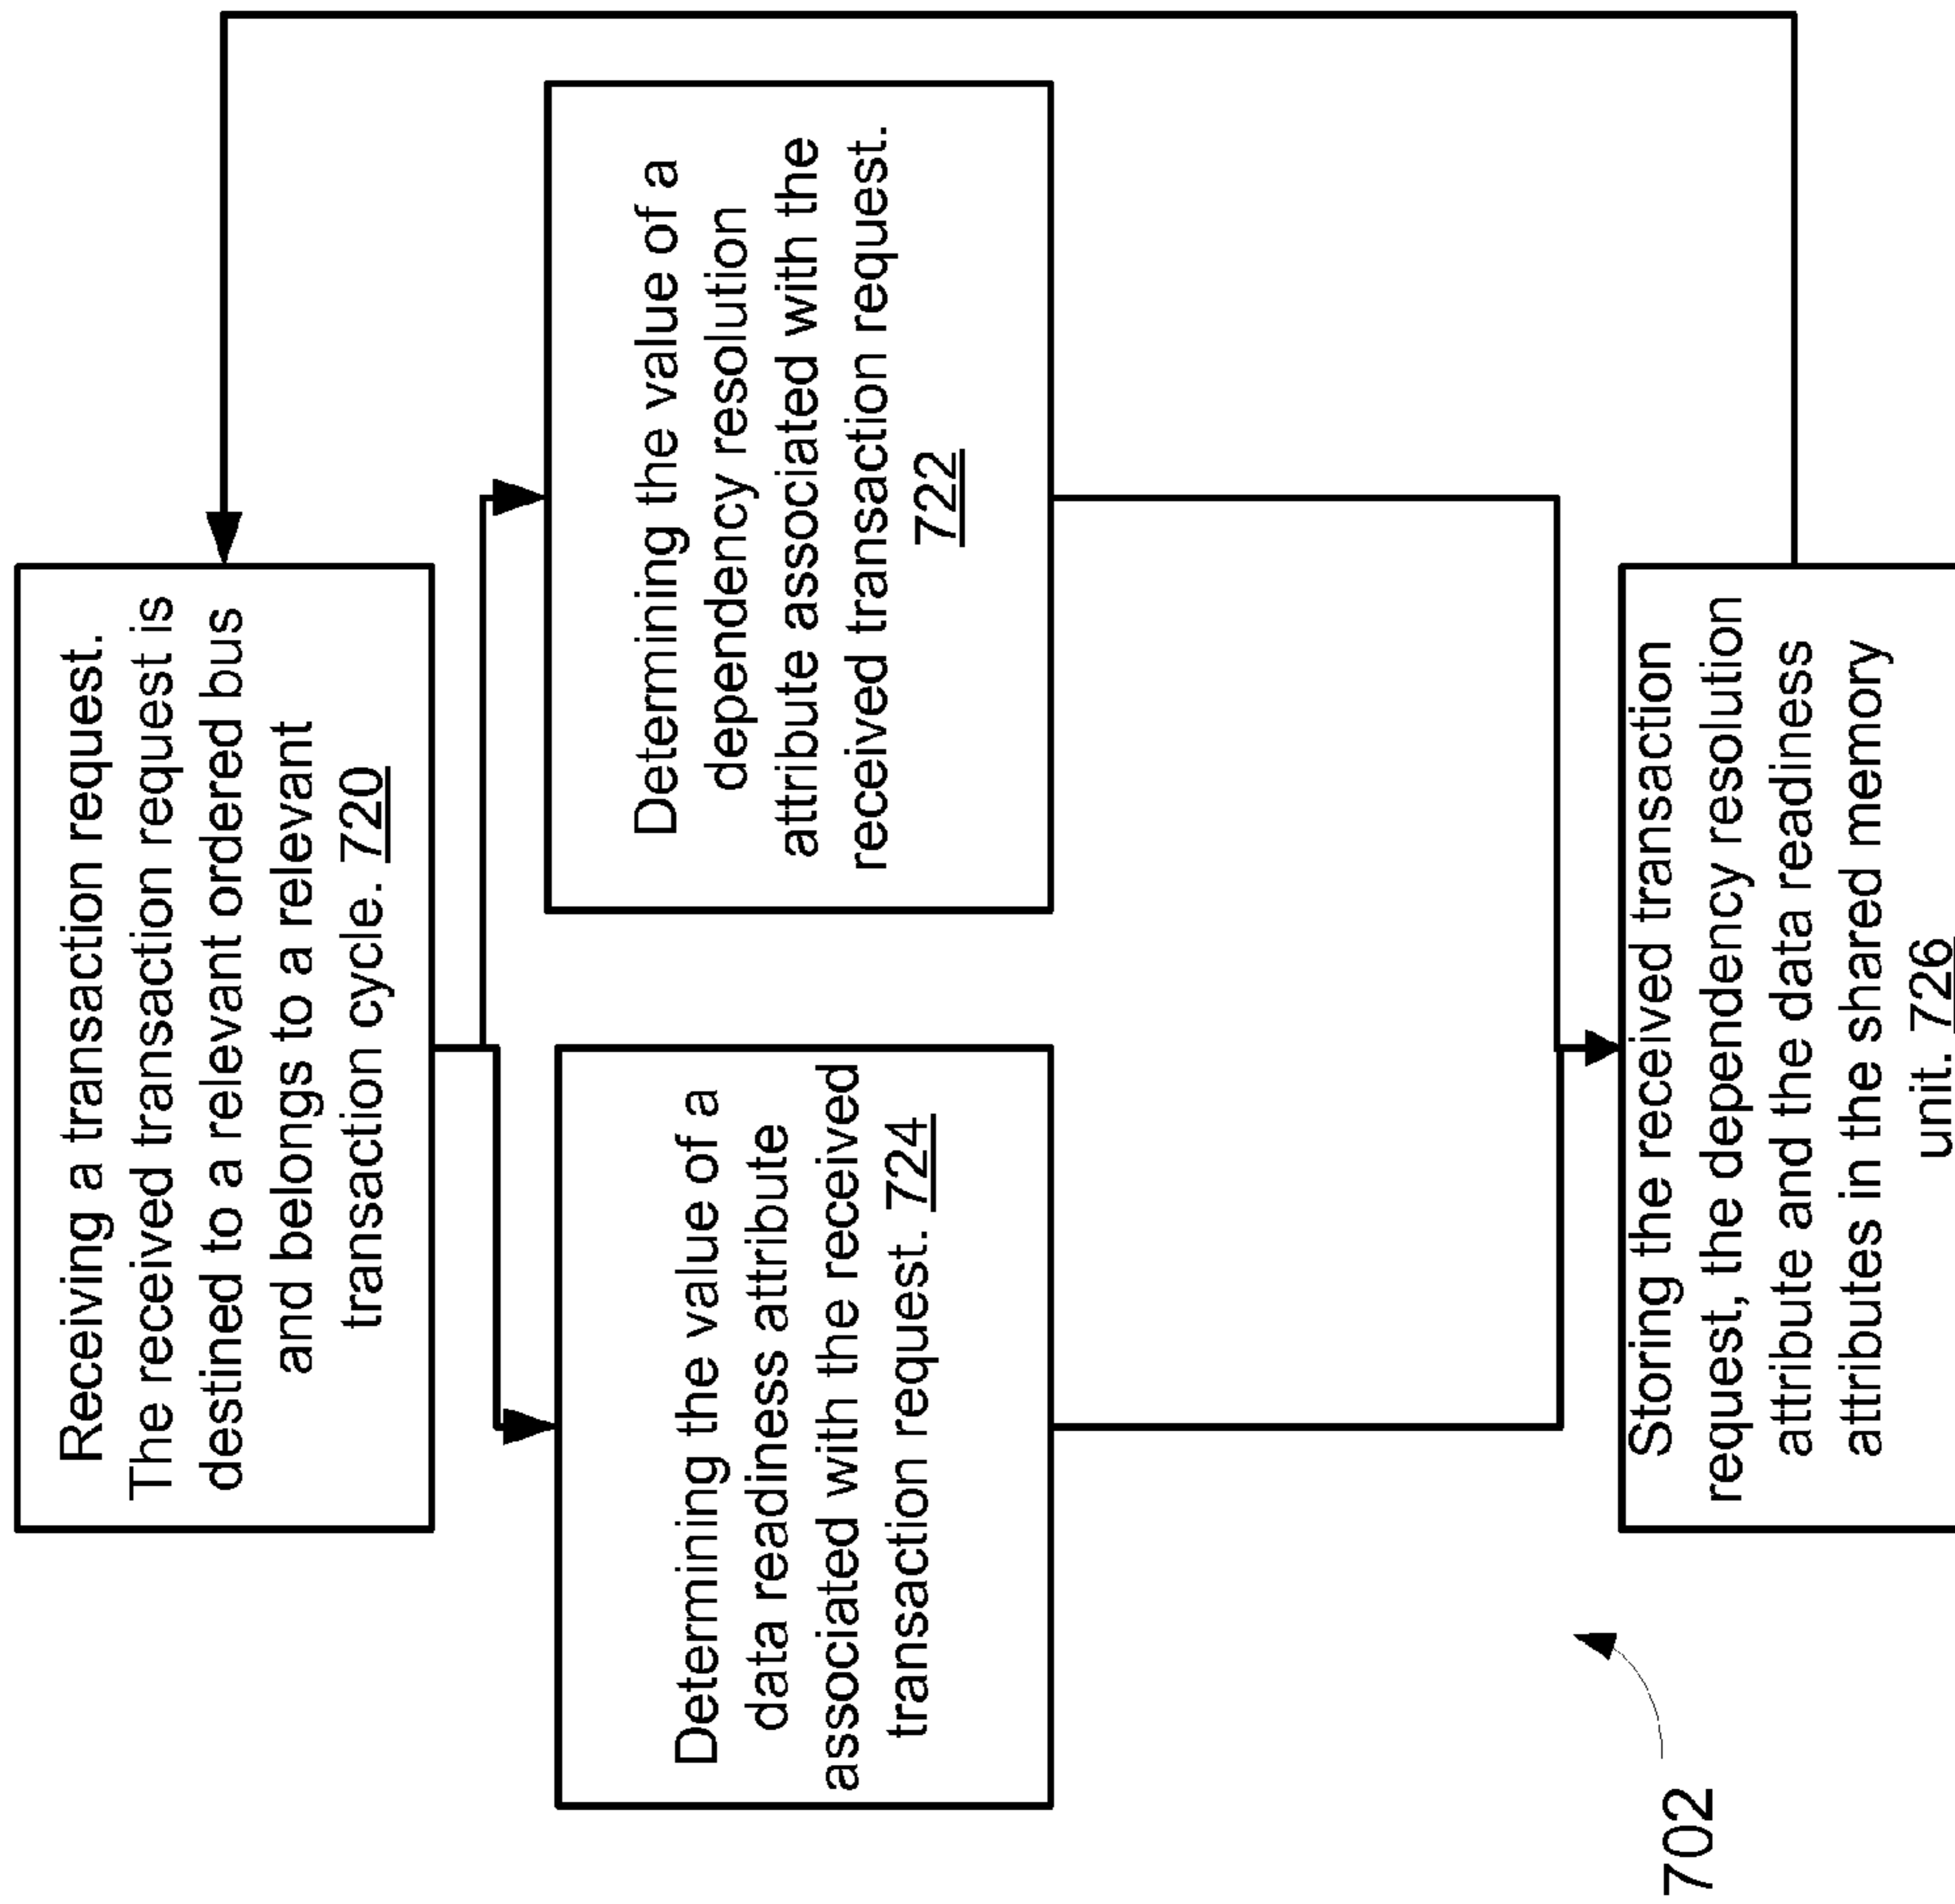 Receiving a transaction request.
The received transaction request is
destined to a relevant ordered bus
and belongs to a relevant
transaction cycle. 720
Determining the value of a
data readiness attribute
associated with the received
transaction request. 724
Determining the value of a
dependency resolution
attribute associated with the
received transaction request.
722
Storing the received transaction
request, the dependency resolution
attribute and the data readiness
attributes in the shared memory
unit. 726
702